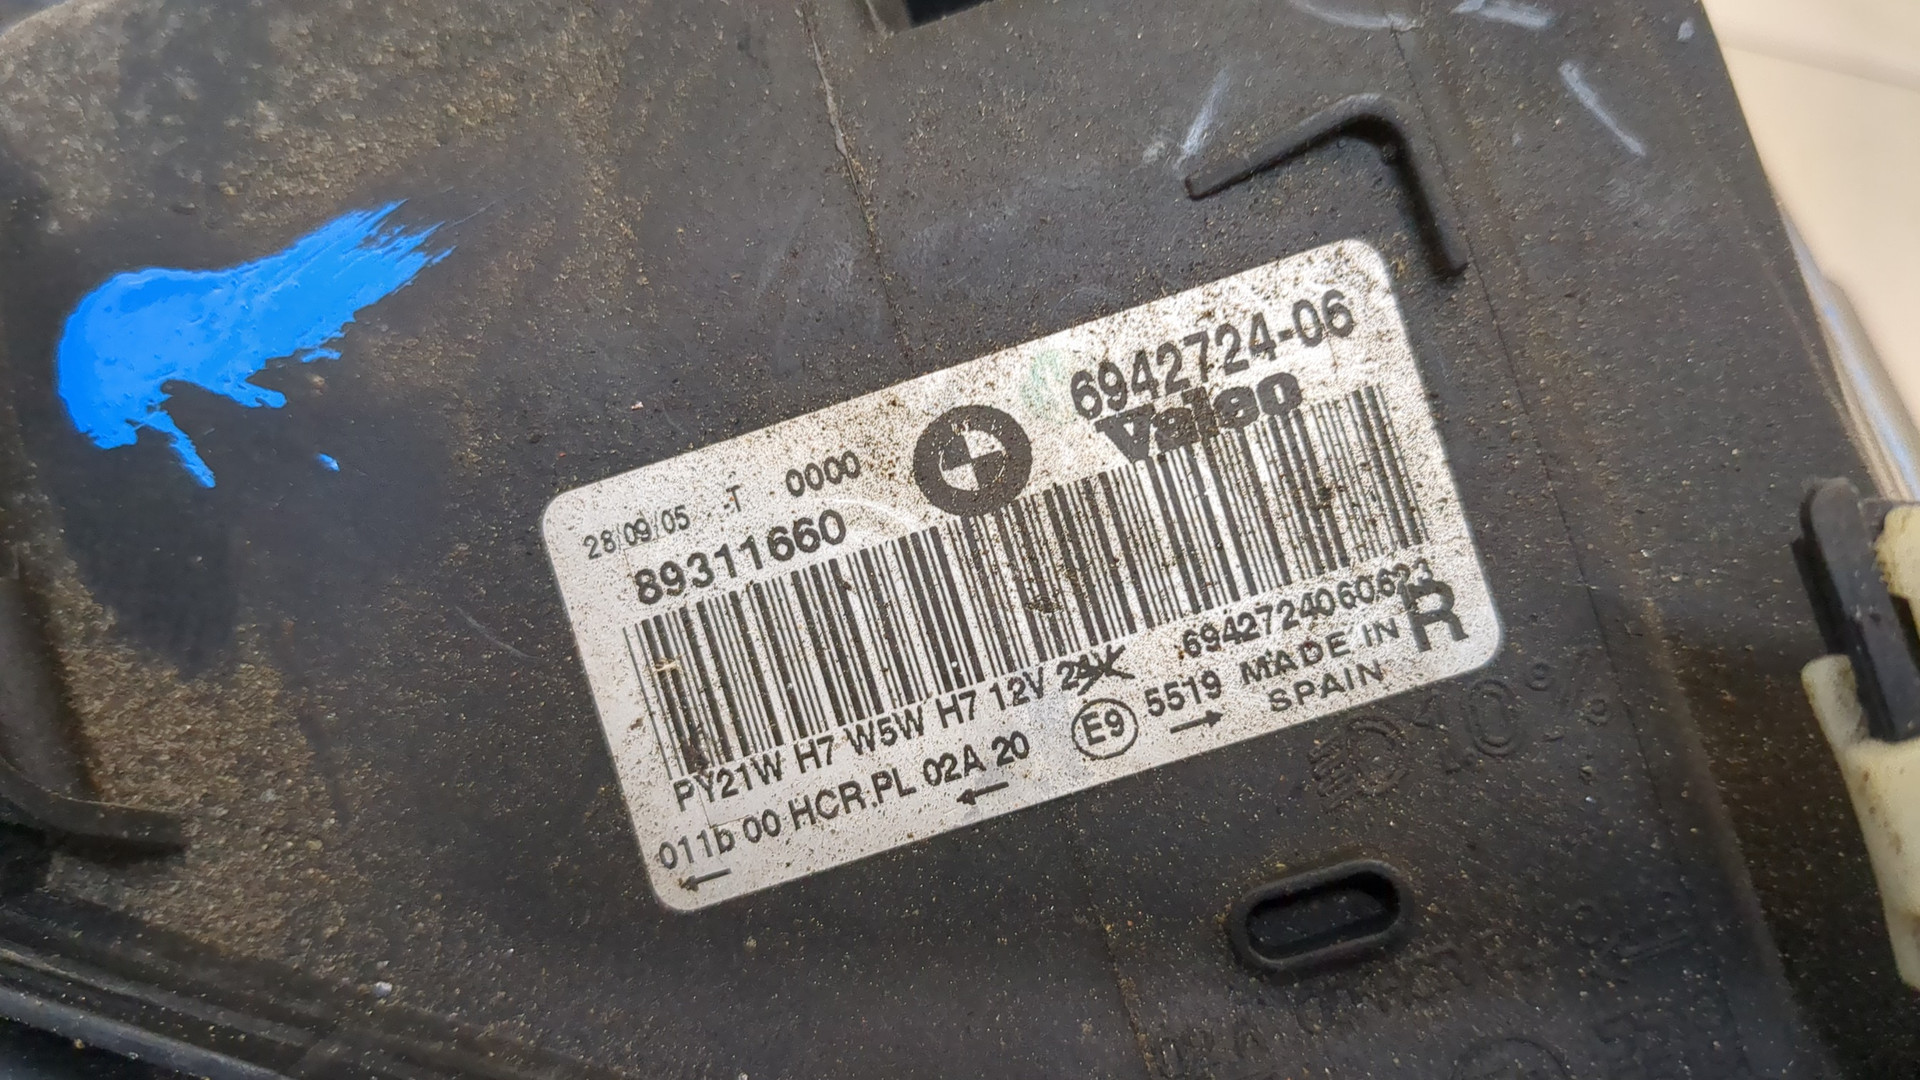 6942724-06
Valeo
28/09/05 -T 0000
89311660
6942724060623
PY21W H7 W5W H7 12V 24V
011b 00 HCR.PL 02A 20
E9 5519
MADE IN
SPAIN
R